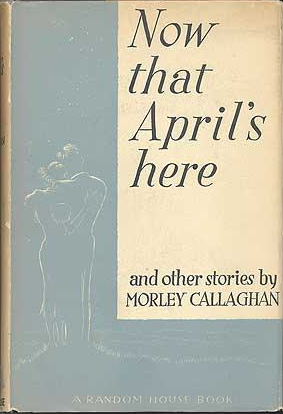 Now
that
April's
here
and other stories by
MORLEY CALLAGHAN
A RANDOM HOUSE BOOK